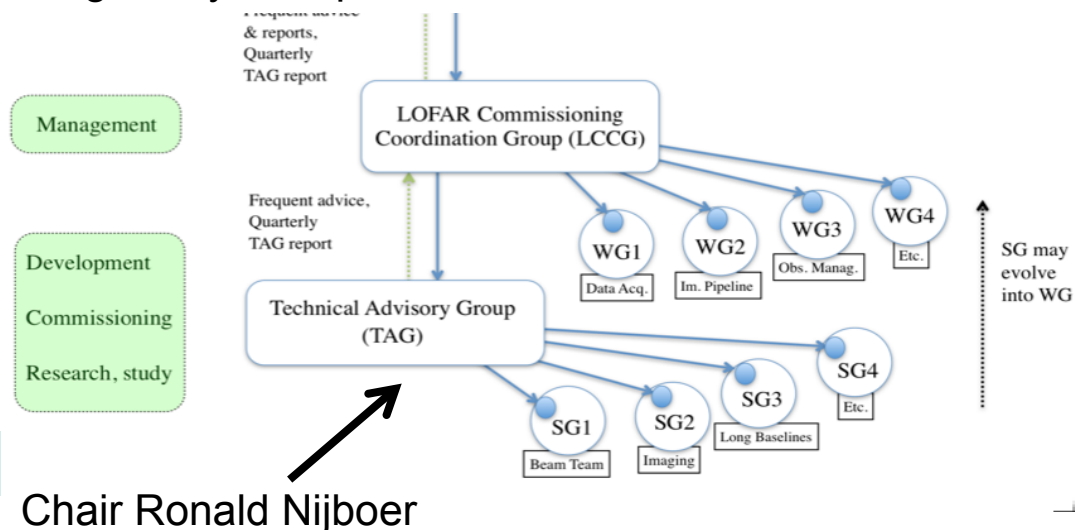 & reports,
Quarterly
TAG report
Management
LOFAR Commissioning
Coordination Group (LCCG)
Frequent advice,
Quarterly
TAG report
WG1
Data Acq.
WG2
Im. Pipeline
WG3
Obs. Manag.
WG4
Etc.
SG may
evolve
into WG
Development
Commissioning
Research, study
Technical Advisory Group
(TAG)
SG1
Beam Team
SG2
Imaging
SG3
Long Baselines
SG4
Etc.
Chair Ronald Nijboer